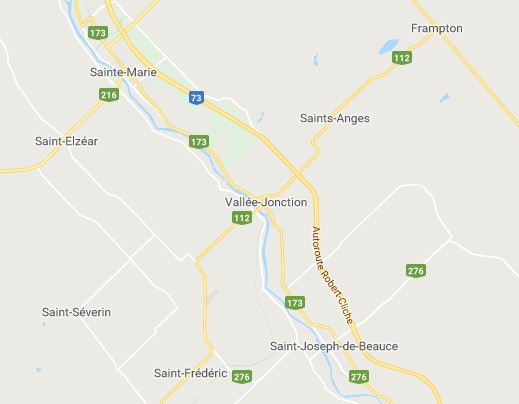 Frampton
173
112
Sainte-Marie
216
73
Saints-Anges
Saint-Elzéar
173
Vallée-Jonction
112
Autoroute Robert-Cliche
276
173
Saint-Séverin
Saint-Joseph-de-Beauce
Saint-Frédéric
276
276